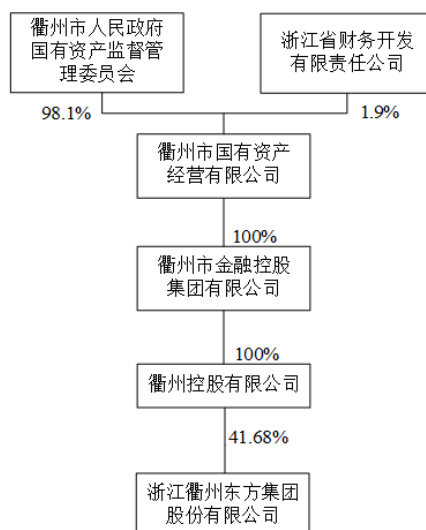 衢州市人民政府
国有资产监督管
理委员会
浙江省财务开发
有限责任公司
98.1%
1.9%
衢州市国有资产
经营有限公司
100%
衢州市金融控股
集团有限公司
100%
衢州控股有限公司
41.68%
浙江衢州东方集团
股份有限公司